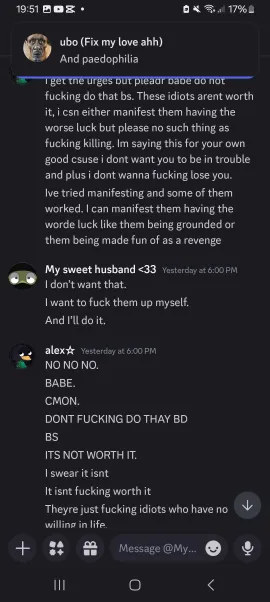 19:51
17%
ubo (Fix my love ahh)
And paedophilia
I get the urges but pleadr babe do not
fucking do that bs. These idiots arent worth
it, i csn either manifest them having the
worse luck but please no such thing as
fucking killing. Im saying this for your own
good csuse i dont want you to be in trouble
and plus i dont wanna fucking lose you.
Ive tried manifesting and some of them
worked. I can manifest them having the
worde luck like them being grounded or
them being made fun of as a revenge
My sweet husband <33 Yesterday at 6:00 PM
I don't want that.
I want to fuck them up myself.
And I'll do it.
alex☆ Yesterday at 6:00 PM
NO NO NO.
BABE.
CMON.
DONT FUCKING DO THAY BD
BS
ITS NOT WORTH IT.
I swear it isnt
It isnt fucking worth it
Theyre just fucking idiots who have no
willing in life.
Message @My...